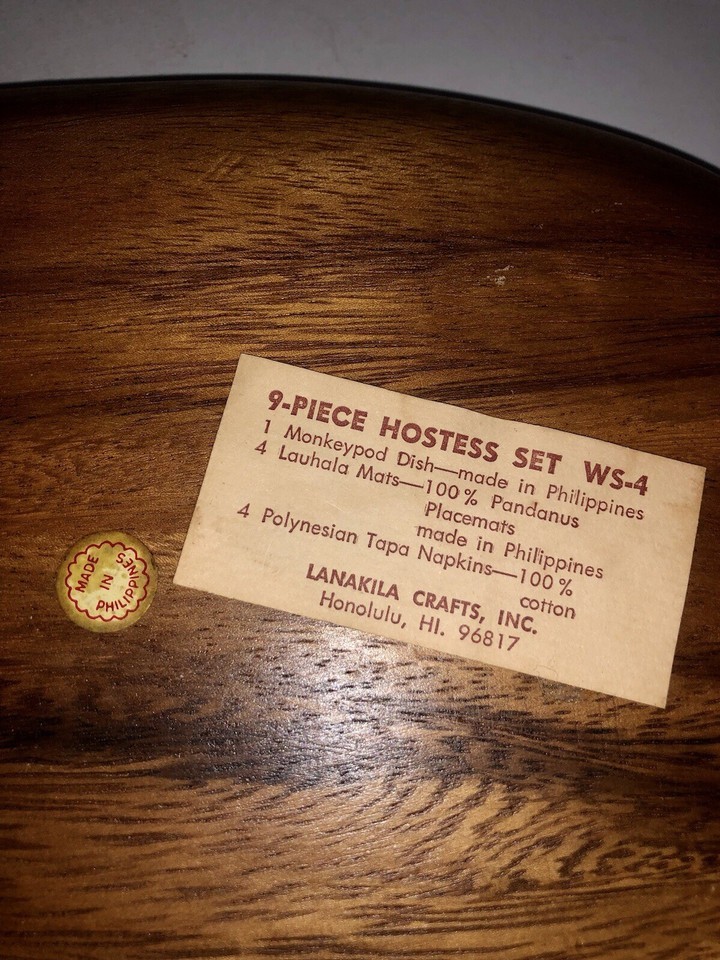 9-PIECE HOSTESS SET WS-4
1 Monkeypod Dish—made in Philippines
4 Lauhala Mats—100% Pandanus
Placemats
made in Philippines
4 Polynesian Tapa Napkins—100%
cotton
LANAKILA CRAFTS, INC.
Honolulu, HI. 96817
MADE
IN
PHILIPPINES